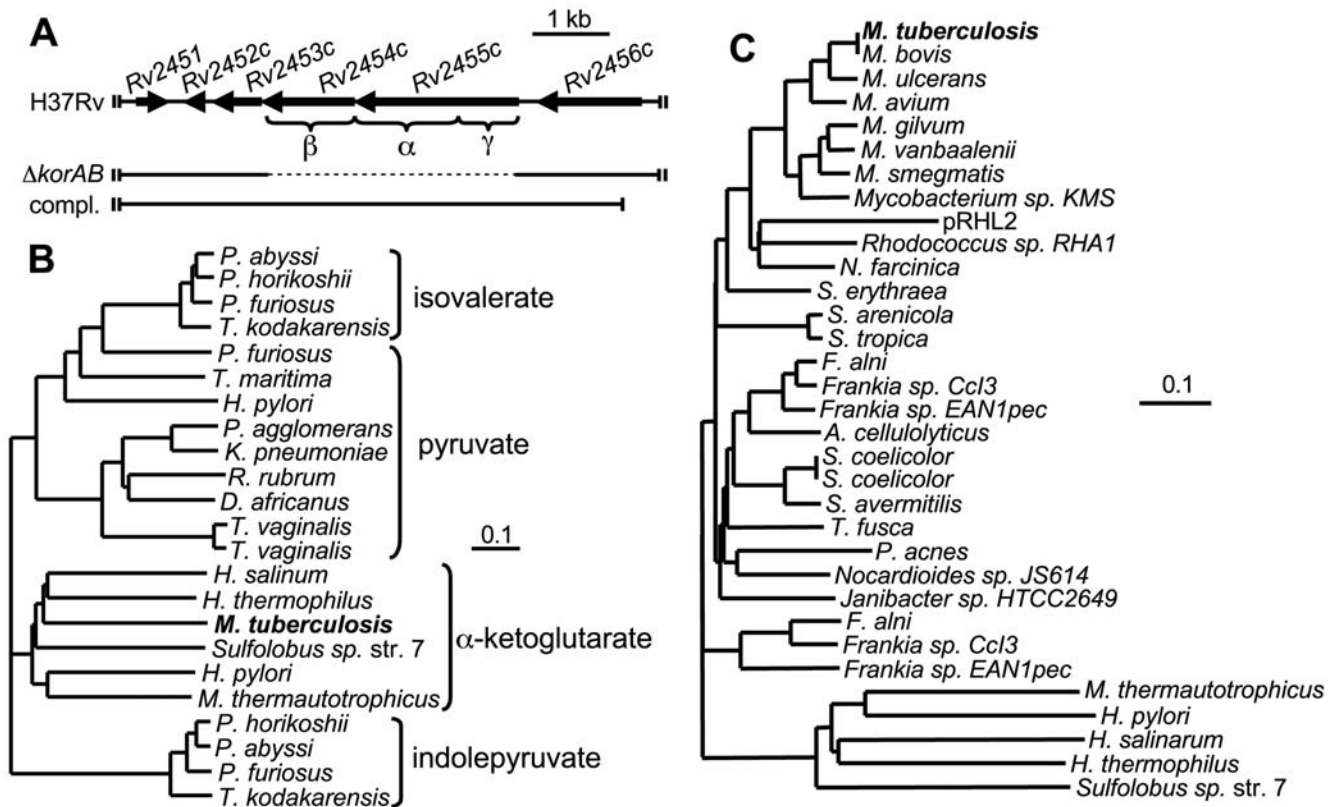 A
1 kb
Rv2451
Rv2452c
Rv2453c
Rv2454c
Rv2455c
Rv2456c
H37Rv
β
α
γ
ΔkorAB
compl.
B
P. abyssi
P. horikoshii
P. furiosus
T. kodakarensis
isovalerate
P. furiosus
T. maritima
H. pylori
P. agglomerans
K. pneumoniae
R. rubrum
D. africanus
T. vaginalis
T. vaginalis
pyruvate
0.1
H. salinum
H. thermophilus
M. tuberculosis
Sulfolobus sp. str. 7
H. pylori
M. thermautotrophicus
α-ketoglutarate
P. horikoshii
P. abyssi
P. furiosus
T. kodakarensis
indolepyruvate
C
M. tuberculosis
M. bovis
M. ulcerans
M. avium
M. gilvum
M. vanbaalenii
M. smegmatis
Mycobacterium sp. KMS
pRHL2
Rhodococcus sp. RHA1
N. farcinica
S. erythraea
S. arenicola
S. tropica
F. alni
Frankia sp. CcI3
Frankia sp. EAN1pec
A. cellulolyticus
S. coelicolor
S. coelicolor
S. avermitilis
T. fusca
P. acnes
Nocardioides sp. JS614
Janibacter sp. HTCC2649
F. alni
Frankia sp. CcI3
Frankia sp. EAN1pec
0.1
M. thermautotrophicus
H. pylori
H. salinarum
H. thermophilus
Sulfolobus sp. str. 7